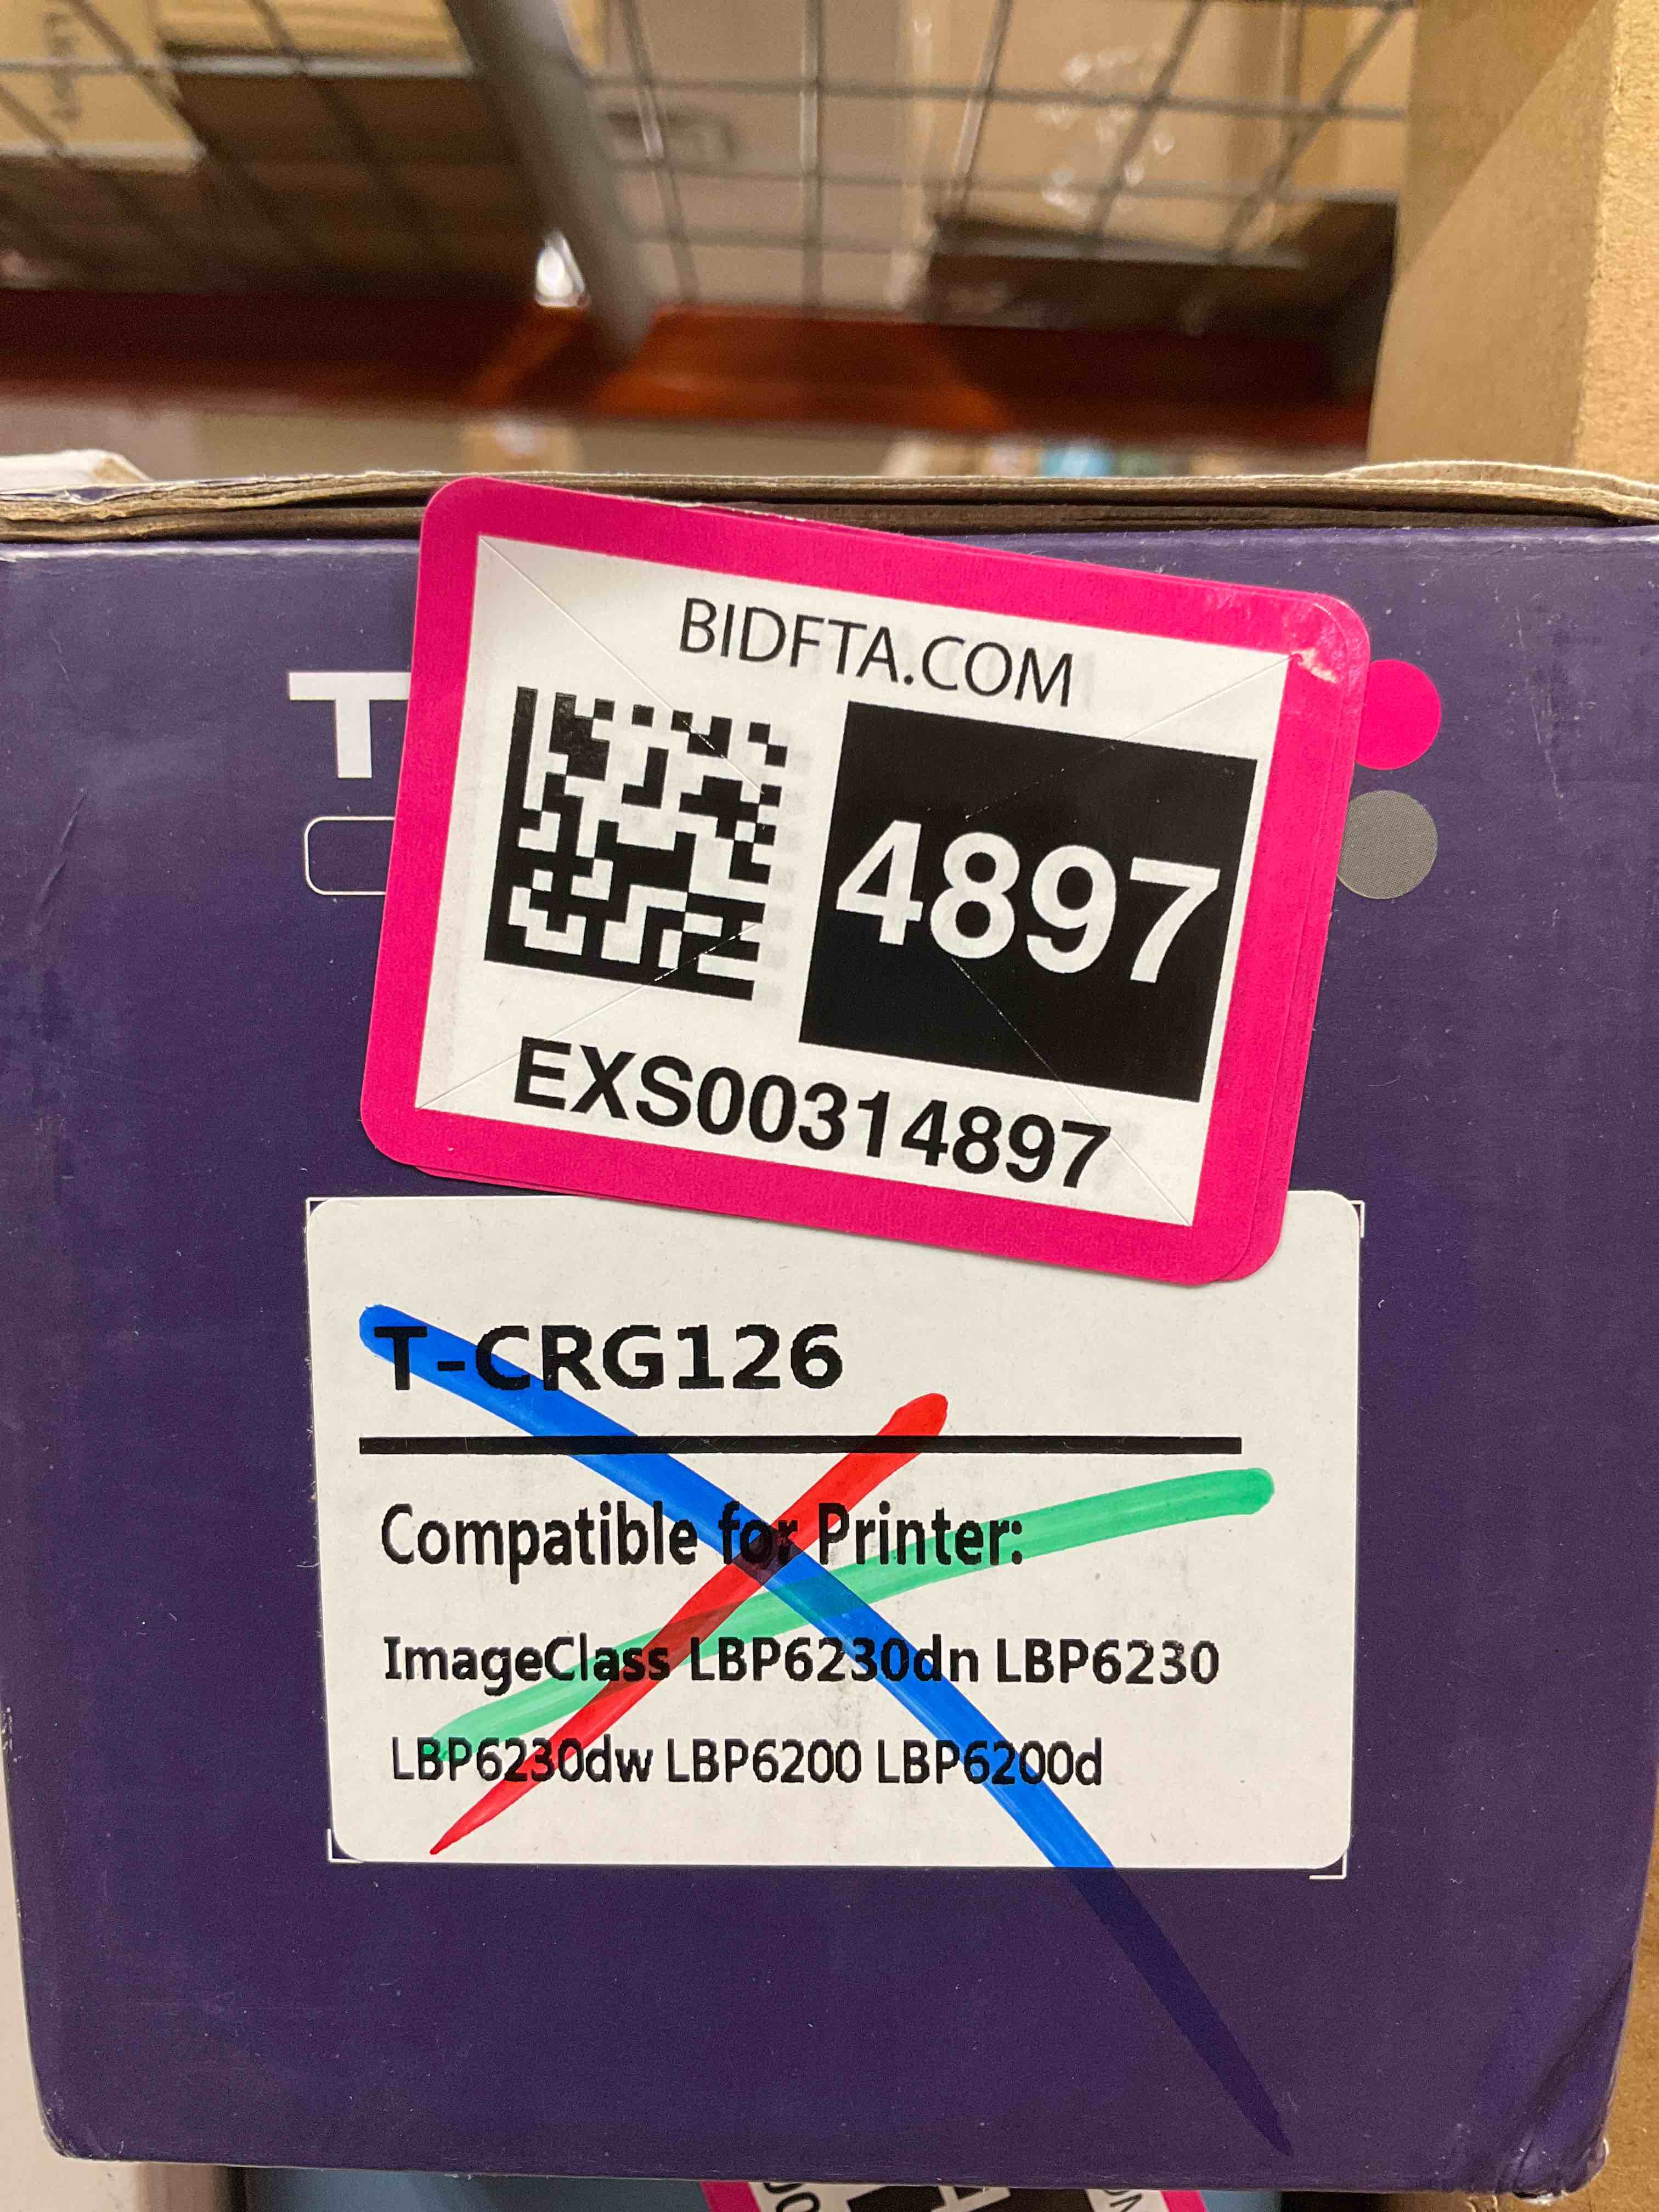 BIDFTA.COM
4897
EXS00314897
T-CRG126
Compatible for Printer:
ImageClass LBP6230dn LBP6230
LBP6230dw LBP6200 LBP6200d